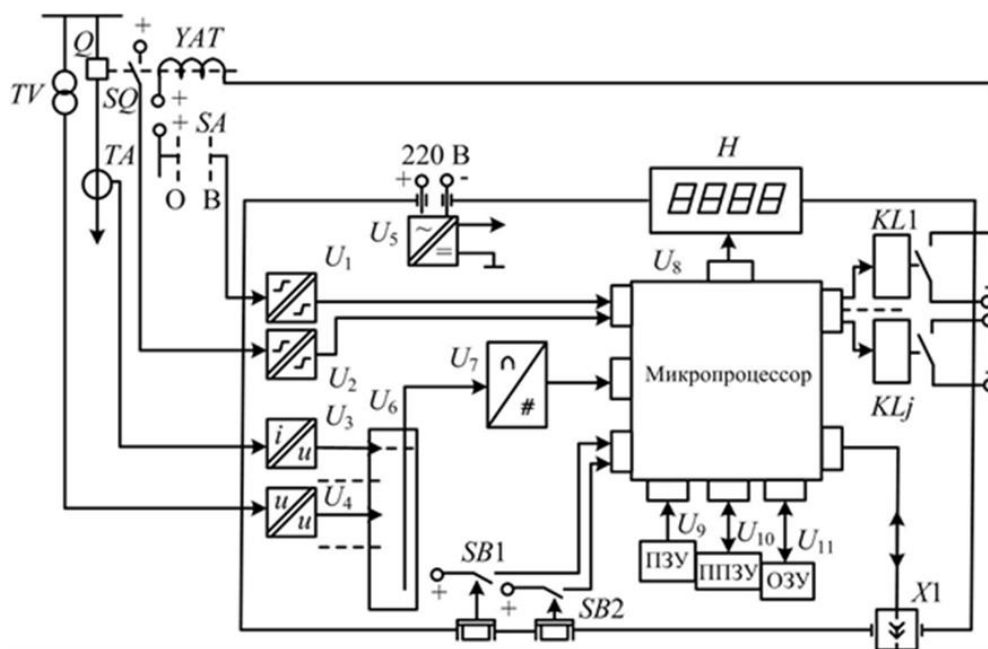 Q
+
YAT
TV
SQ
+
+
SA
TA
О
В
220 В
+
-
H
U5
~
=
KL1
U1
U8
U2
U7
∩
#
Микропроцессор
-
KLj
U6
U3
i
u
U4
u
u
SB1
+
+
SB2
U9
ПЗУ
U10
ППЗУ
U11
ОЗУ
X1